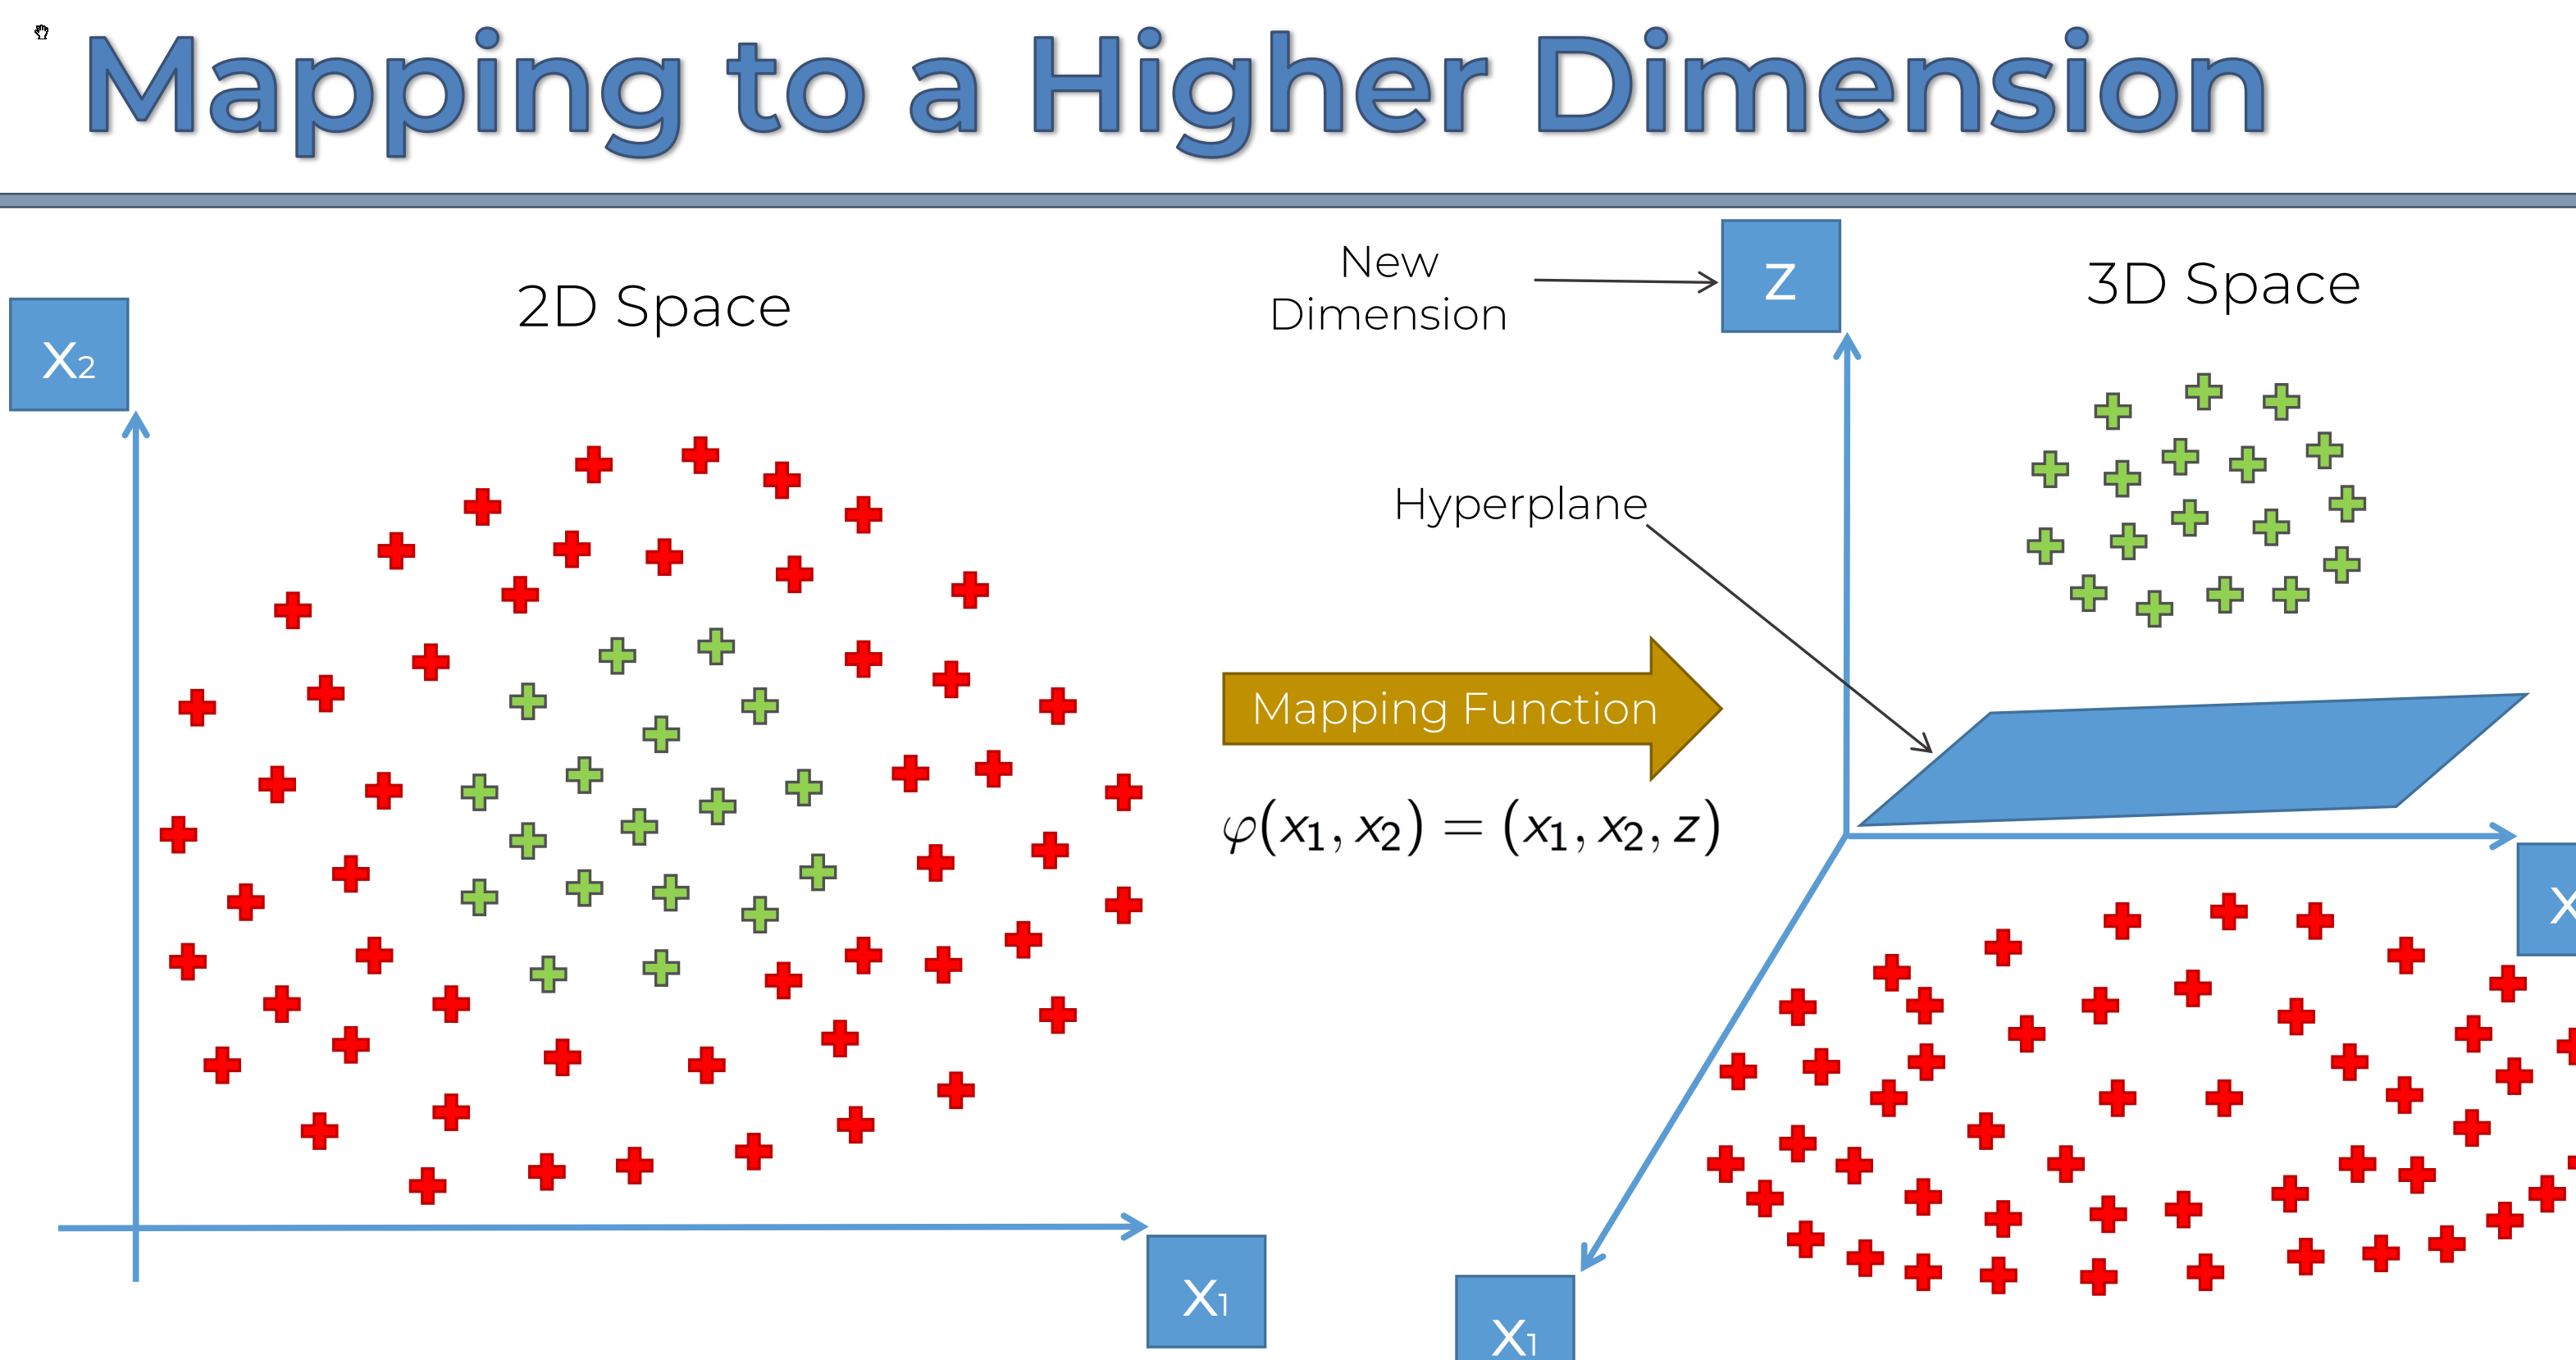 Mapping to a Higher Dimension
2D Space
x2
x1
New
Dimension
z
3D Space
Hyperplane
Mapping Function
φ(x1, x2) = (x1, x2, z)
x
x1